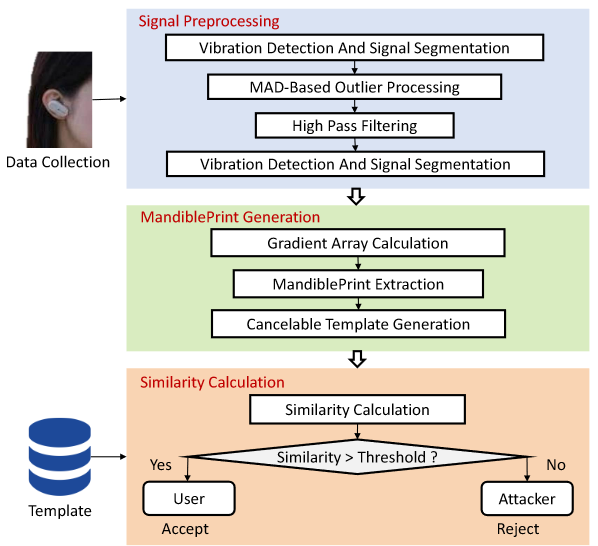 Signal Preprocessing
Vibration Detection And Signal Segmentation
MAD-Based Outlier Processing
High Pass Filtering
Vibration Detection And Signal Segmentation
Data Collection
MandiblePrint Generation
Gradient Array Calculation
MandiblePrint Extraction
Cancelable Template Generation
Similarity Calculation
Similarity Calculation
Similarity > Threshold ?
Yes
No
User
Attacker
Template
Accept
Reject